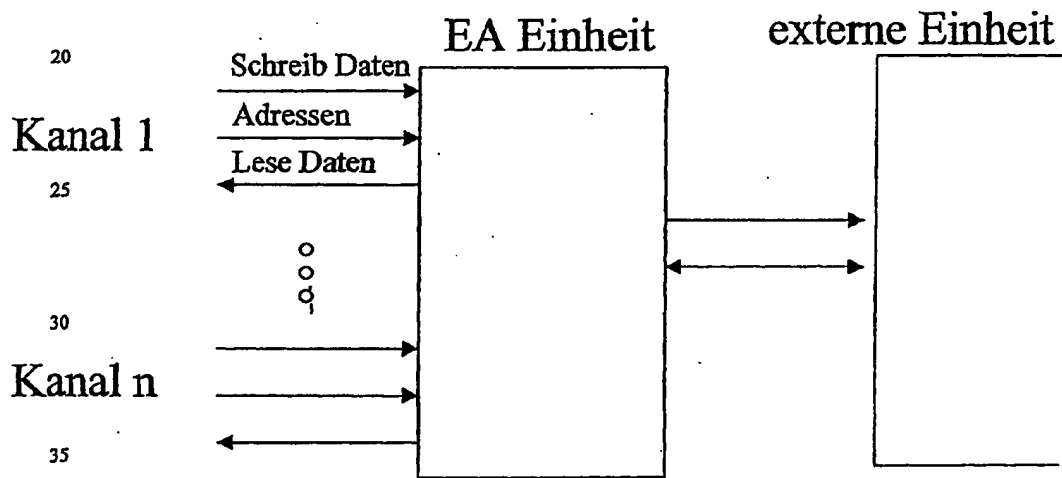 EA Einheit
externe Einheit
20
Schreib Daten
Adressen
Kanal 1
Lese Daten
25
30
Kanal n
35